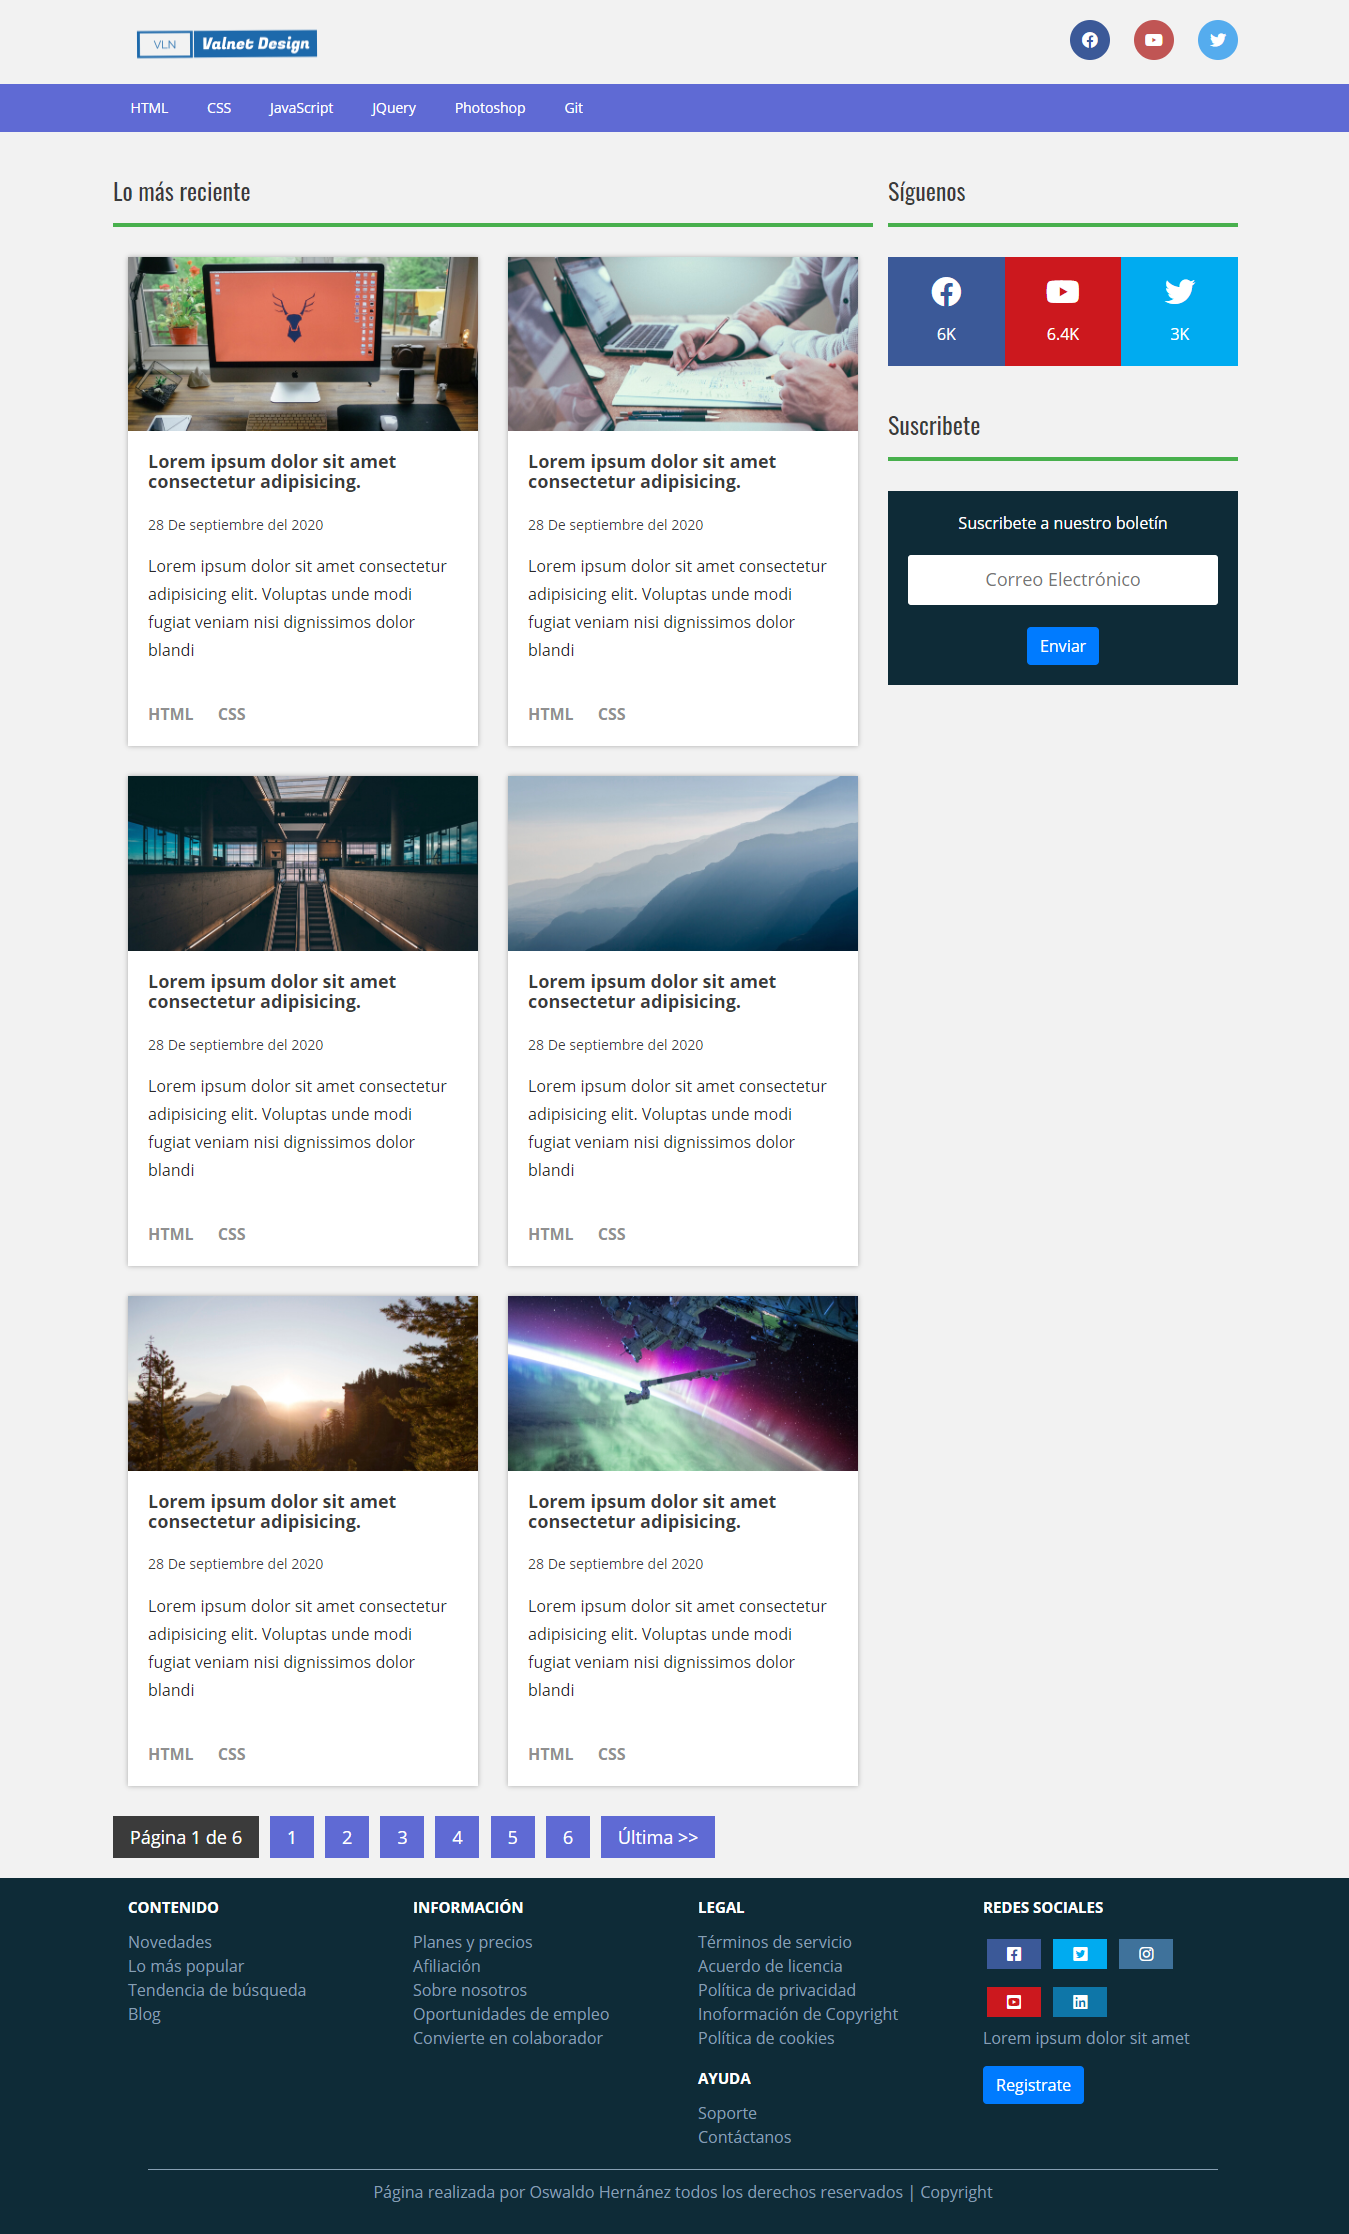 VLN Valnet Design
HTML CSS JavaScript JQuery Photoshop Git
Lo más reciente
Síguenos
6K 6.4K 3K
Suscribete
Suscribete a nuestro boletín
Correo Electrónico
Enviar
Lorem ipsum dolor sit amet
consectetur adipisicing.
28 De septiembre del 2020
Lorem ipsum dolor sit amet consectetur
adipisicing elit. Voluptas unde modi
fugiat veniam nisi dignissimos dolor
blandi
HTML CSS
Lorem ipsum dolor sit amet
consectetur adipisicing.
28 De septiembre del 2020
Lorem ipsum dolor sit amet consectetur
adipisicing elit. Voluptas unde modi
fugiat veniam nisi dignissimos dolor
blandi
HTML CSS
Lorem ipsum dolor sit amet
consectetur adipisicing.
28 De septiembre del 2020
Lorem ipsum dolor sit amet consectetur
adipisicing elit. Voluptas unde modi
fugiat veniam nisi dignissimos dolor
blandi
HTML CSS
Lorem ipsum dolor sit amet
consectetur adipisicing.
28 De septiembre del 2020
Lorem ipsum dolor sit amet consectetur
adipisicing elit. Voluptas unde modi
fugiat veniam nisi dignissimos dolor
blandi
HTML CSS
Lorem ipsum dolor sit amet
consectetur adipisicing.
28 De septiembre del 2020
Lorem ipsum dolor sit amet consectetur
adipisicing elit. Voluptas unde modi
fugiat veniam nisi dignissimos dolor
blandi
HTML CSS
Lorem ipsum dolor sit amet
consectetur adipisicing.
28 De septiembre del 2020
Lorem ipsum dolor sit amet consectetur
adipisicing elit. Voluptas unde modi
fugiat veniam nisi dignissimos dolor
blandi
HTML CSS
Página 1 de 6 1 2 3 4 5 6 Última >>
CONTENIDO
Novedades
Lo más popular
Tendencia de búsqueda
Blog
INFORMACIÓN
Planes y precios
Afiliación
Sobre nosotros
Oportunidades de empleo
Convierte en colaborador
LEGAL
Términos de servicio
Acuerdo de licencia
Política de privacidad
Inoformación de Copyright
Política de cookies
AYUDA
Soporte
Contáctanos
REDES SOCIALES
Lorem ipsum dolor sit amet
Registrate
Página realizada por Oswaldo Hernánez todos los derechos reservados | Copyright